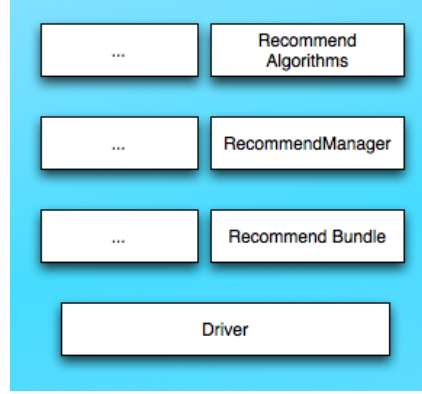 ...
Recommend
Algorithms
...
RecommendManager
...
Recommend Bundle
Driver